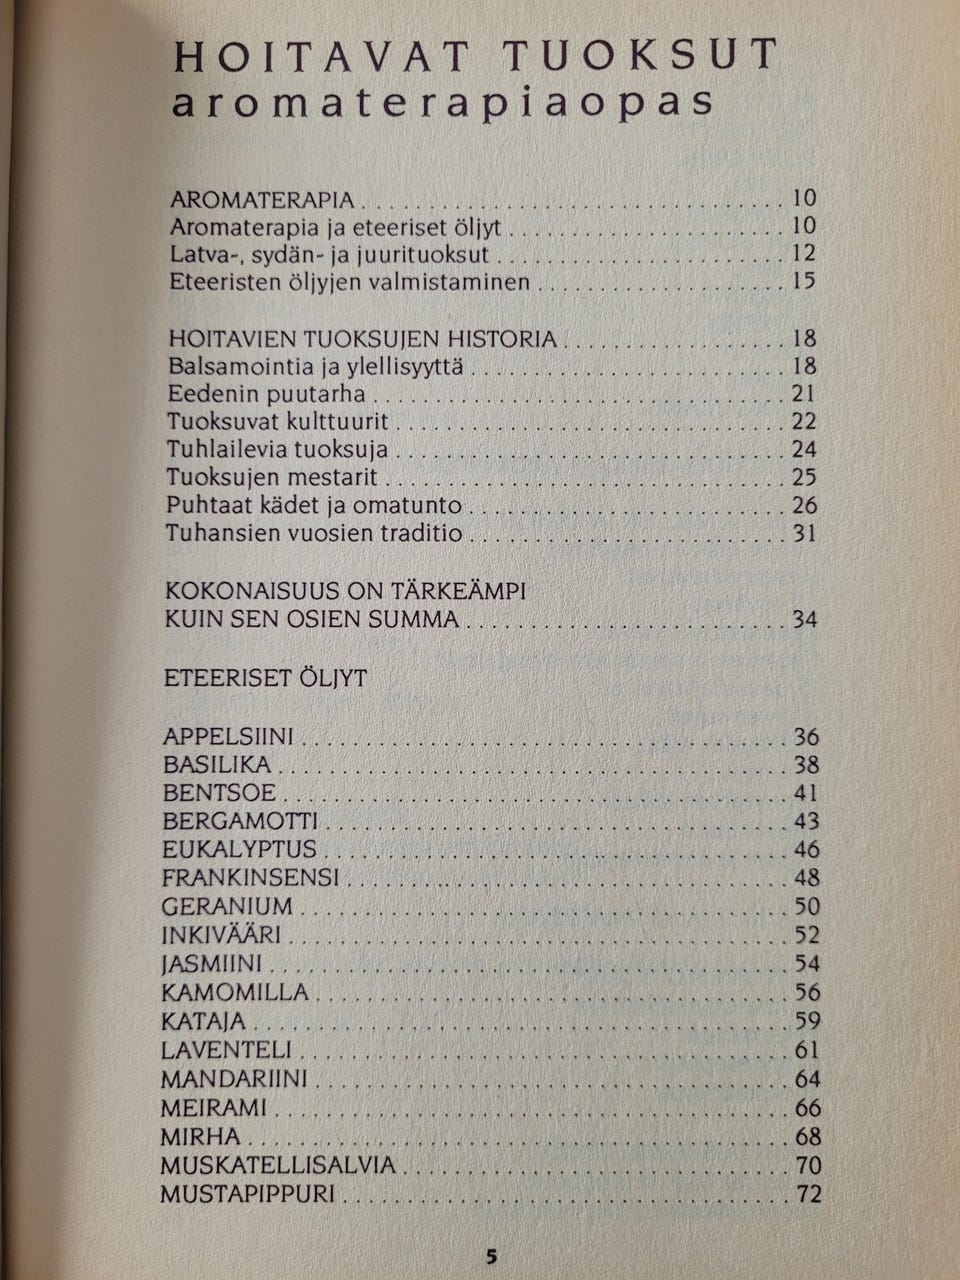 HOITAVAT TUOKSUT
aromaterapiaopas
AROMATERAPIA . . . . . . . . . . . . . . . . . . . . . . . . . . . . . . . . . 10
Aromaterapia ja eteeriset öljyt . . . . . . . . . . . . . . . . . . . . . . 10
Latva-, sydän- ja juurituoksut . . . . . . . . . . . . . . . . . . . . . . . 12
Eteeristen öljyjen valmistaminen . . . . . . . . . . . . . . . . . . . . 15
HOITAVIEN TUOKSUJEN HISTORIA . . . . . . . . . . . . . . . . . . 18
Balsamointia ja ylellisyyttä . . . . . . . . . . . . . . . . . . . . . . . . . 18
Eedenin puutarha . . . . . . . . . . . . . . . . . . . . . . . . . . . . . . . . . 21
Tuoksuvat kulttuurit . . . . . . . . . . . . . . . . . . . . . . . . . . . . . . . 22
Tuhlailevia tuoksuja . . . . . . . . . . . . . . . . . . . . . . . . . . . . . . . 24
Tuoksujen mestarit . . . . . . . . . . . . . . . . . . . . . . . . . . . . . . . . 25
Puhtaat kädet ja omatunto . . . . . . . . . . . . . . . . . . . . . . . . . 26
Tuhansien vuosien traditio . . . . . . . . . . . . . . . . . . . . . . . . . 31
KOKONAISUUS ON TÄRKEÄMPI
KUIN SEN OSIEN SUMMA . . . . . . . . . . . . . . . . . . . . . . . . . . 34
ETEERISET ÖLJYT
APPELSIINI . . . . . . . . . . . . . . . . . . . . . . . . . . . . . . . . . . . . . . . 36
BASILIKA . . . . . . . . . . . . . . . . . . . . . . . . . . . . . . . . . . . . . . . . . 38
BENTSOE . . . . . . . . . . . . . . . . . . . . . . . . . . . . . . . . . . . . . . . . 41
BERGAMOTTI . . . . . . . . . . . . . . . . . . . . . . . . . . . . . . . . . . . . . 43
EUKALYPTUS . . . . . . . . . . . . . . . . . . . . . . . . . . . . . . . . . . . . . 46
FRANKINSENSI . . . . . . . . . . . . . . . . . . . . . . . . . . . . . . . . . . . 48
GERANIUM . . . . . . . . . . . . . . . . . . . . . . . . . . . . . . . . . . . . . . . 50
INKIVÄÄRI . . . . . . . . . . . . . . . . . . . . . . . . . . . . . . . . . . . . . . . . 52
JASMIINI . . . . . . . . . . . . . . . . . . . . . . . . . . . . . . . . . . . . . . . . . 54
KAMOMILLA . . . . . . . . . . . . . . . . . . . . . . . . . . . . . . . . . . . . . . 56
KATAJA . . . . . . . . . . . . . . . . . . . . . . . . . . . . . . . . . . . . . . . . . . . 59
LAVENTELI . . . . . . . . . . . . . . . . . . . . . . . . . . . . . . . . . . . . . . . 61
MANDARIINI . . . . . . . . . . . . . . . . . . . . . . . . . . . . . . . . . . . . . . 64
MEIRAMI . . . . . . . . . . . . . . . . . . . . . . . . . . . . . . . . . . . . . . . . . 66
MIRHA . . . . . . . . . . . . . . . . . . . . . . . . . . . . . . . . . . . . . . . . . . . 68
MUSKATELLISALVIA . . . . . . . . . . . . . . . . . . . . . . . . . . . . . . . 70
MUSTAPIPPURI . . . . . . . . . . . . . . . . . . . . . . . . . . . . . . . . . . . . 72
5